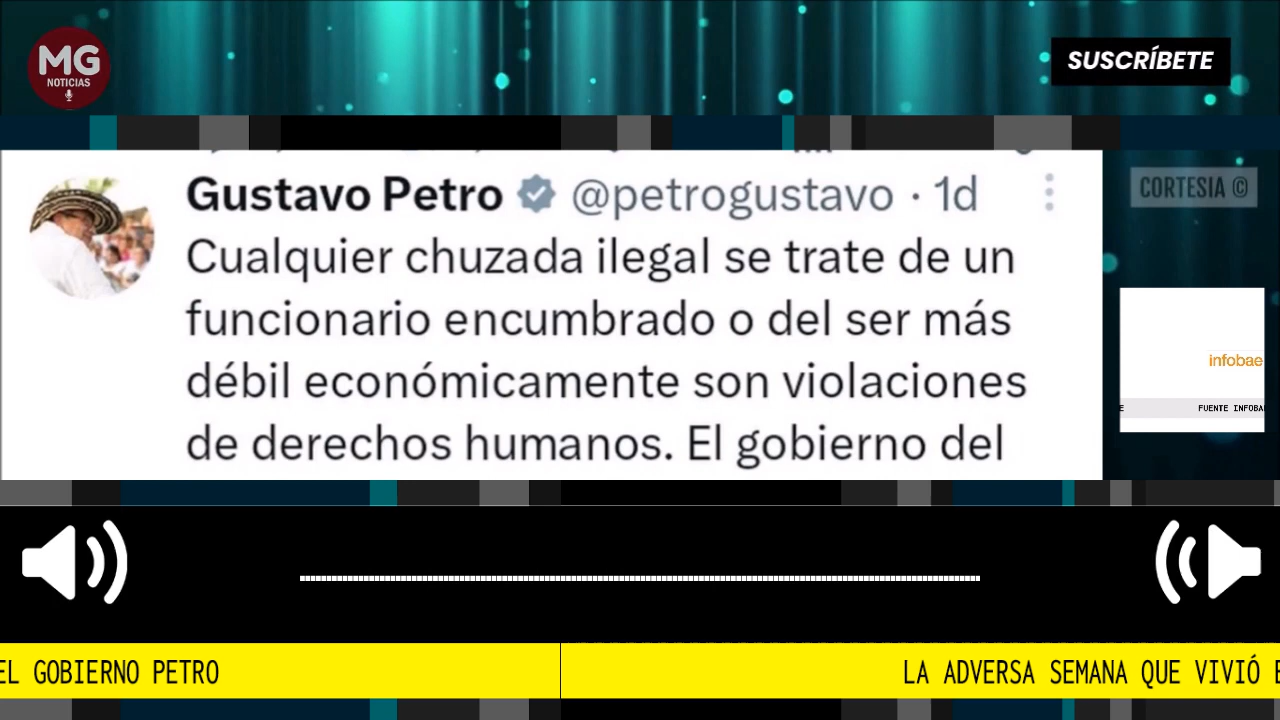 MG
NOTICIAS
SUSCRÍBETE
Gustavo Petro @petrogustavo · 1d
CORTESIA ©
Cualquier chuzada ilegal se trate de un
funcionario encumbrado o del ser más
débil económicamente son violaciones
de derechos humanos. El gobierno del
infobae
FUENTE INFOBA
EL GOBIERNO PETRO
LA ADVERSA SEMANA QUE VIVIÓ E